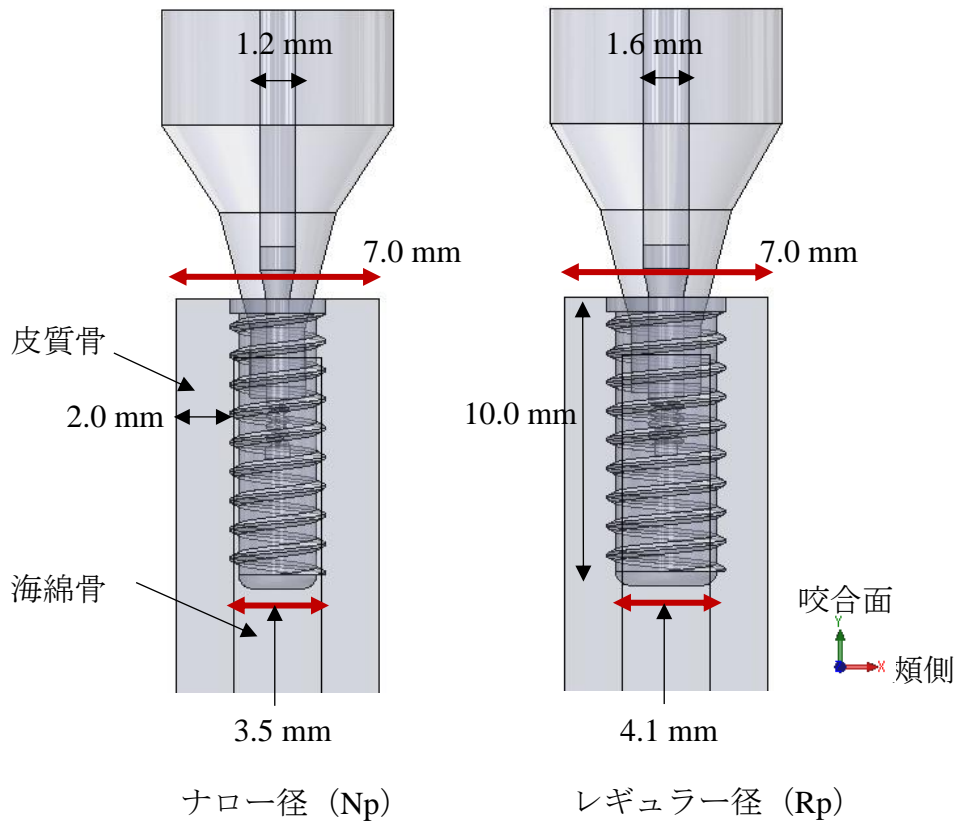 1.2 mm
1.6 mm
7.0 mm
7.0 mm
皮質骨
2.0 mm
10.0 mm
海綿骨
咬合面
Y
X
頬側
3.5 mm
4.1 mm
ナロー径（Np）
レギュラー径（Rp）